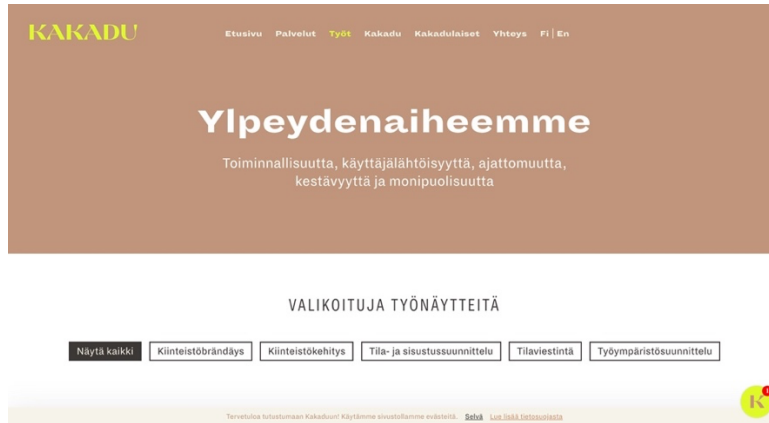 KAKADU
Etusivu Palvelut Työt Kakadu Kakadulaiset Yhteys Fi | En
Ylpeydenaiheemme
Toiminnallisuutta, käyttäjälähtöisyyttä, ajattomuutta,
kestävyyttä ja monipuolisuutta
VALIKOITUJA TYÖNÄYTTEITÄ
Näytä kaikki Kiinteistöbrändäys Kiinteistökehitys Tila- ja sisustussuunnittelu Tilaviestintä Työympäristösuunnittelu
Tervetuloa tutustumaan Kakaduun! Käytämme sivustollamme evästeitä. Selvä Lue lisää tietosuojasta
K